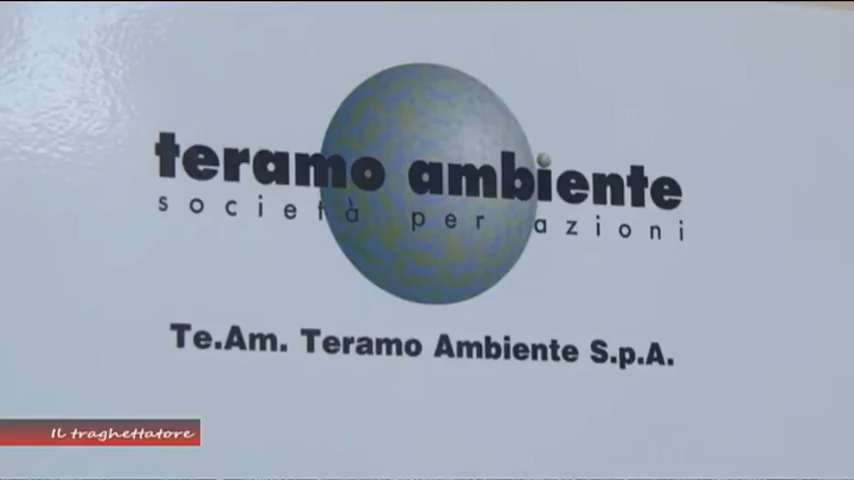 teramo ambiente
società per azioni
Te.Am. Teramo Ambiente S.p.A.
Il traghettatore